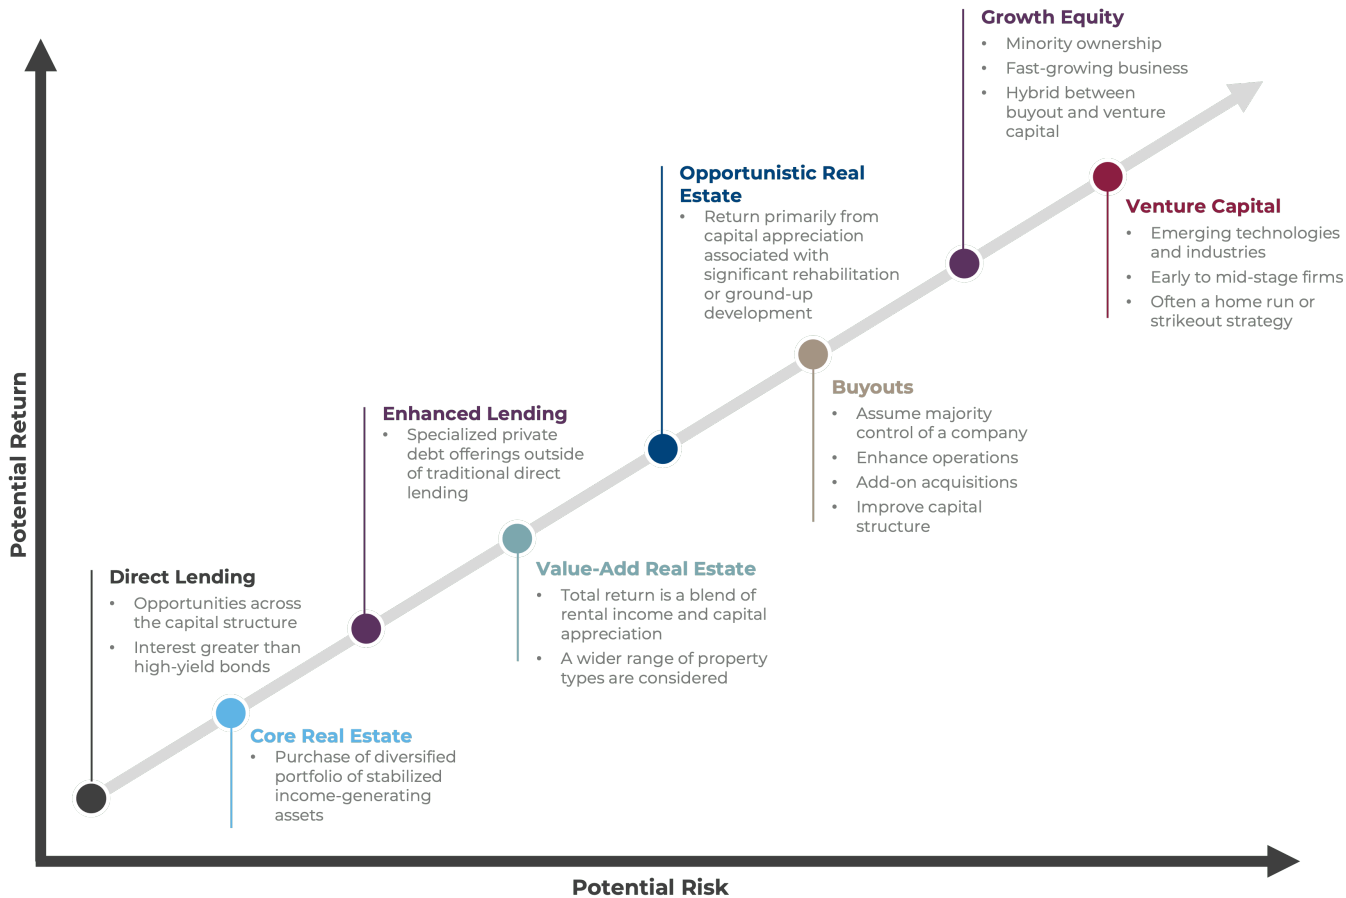 Growth Equity
• Minority ownership
• Fast-growing business
• Hybrid between
buyout and venture
capital
Opportunistic Real
Estate
• Return primarily from
capital appreciation
associated with
significant rehabilitation
or ground-up
development
Venture Capital
• Emerging technologies
and industries
• Early to mid-stage firms
• Often a home run or
strikeout strategy
Buyouts
• Assume majority
control of a company
• Enhance operations
• Add-on acquisitions
• Improve capital
structure
Enhanced Lending
• Specialized private
debt offerings outside
of traditional direct
lending
Value-Add Real Estate
• Total return is a blend of
rental income and capital
appreciation
• A wider range of property
types are considered
Direct Lending
• Opportunities across
the capital structure
• Interest greater than
high-yield bonds
Core Real Estate
• Purchase of diversified
portfolio of stabilized
income-generating
assets
Potential Return
Potential Risk